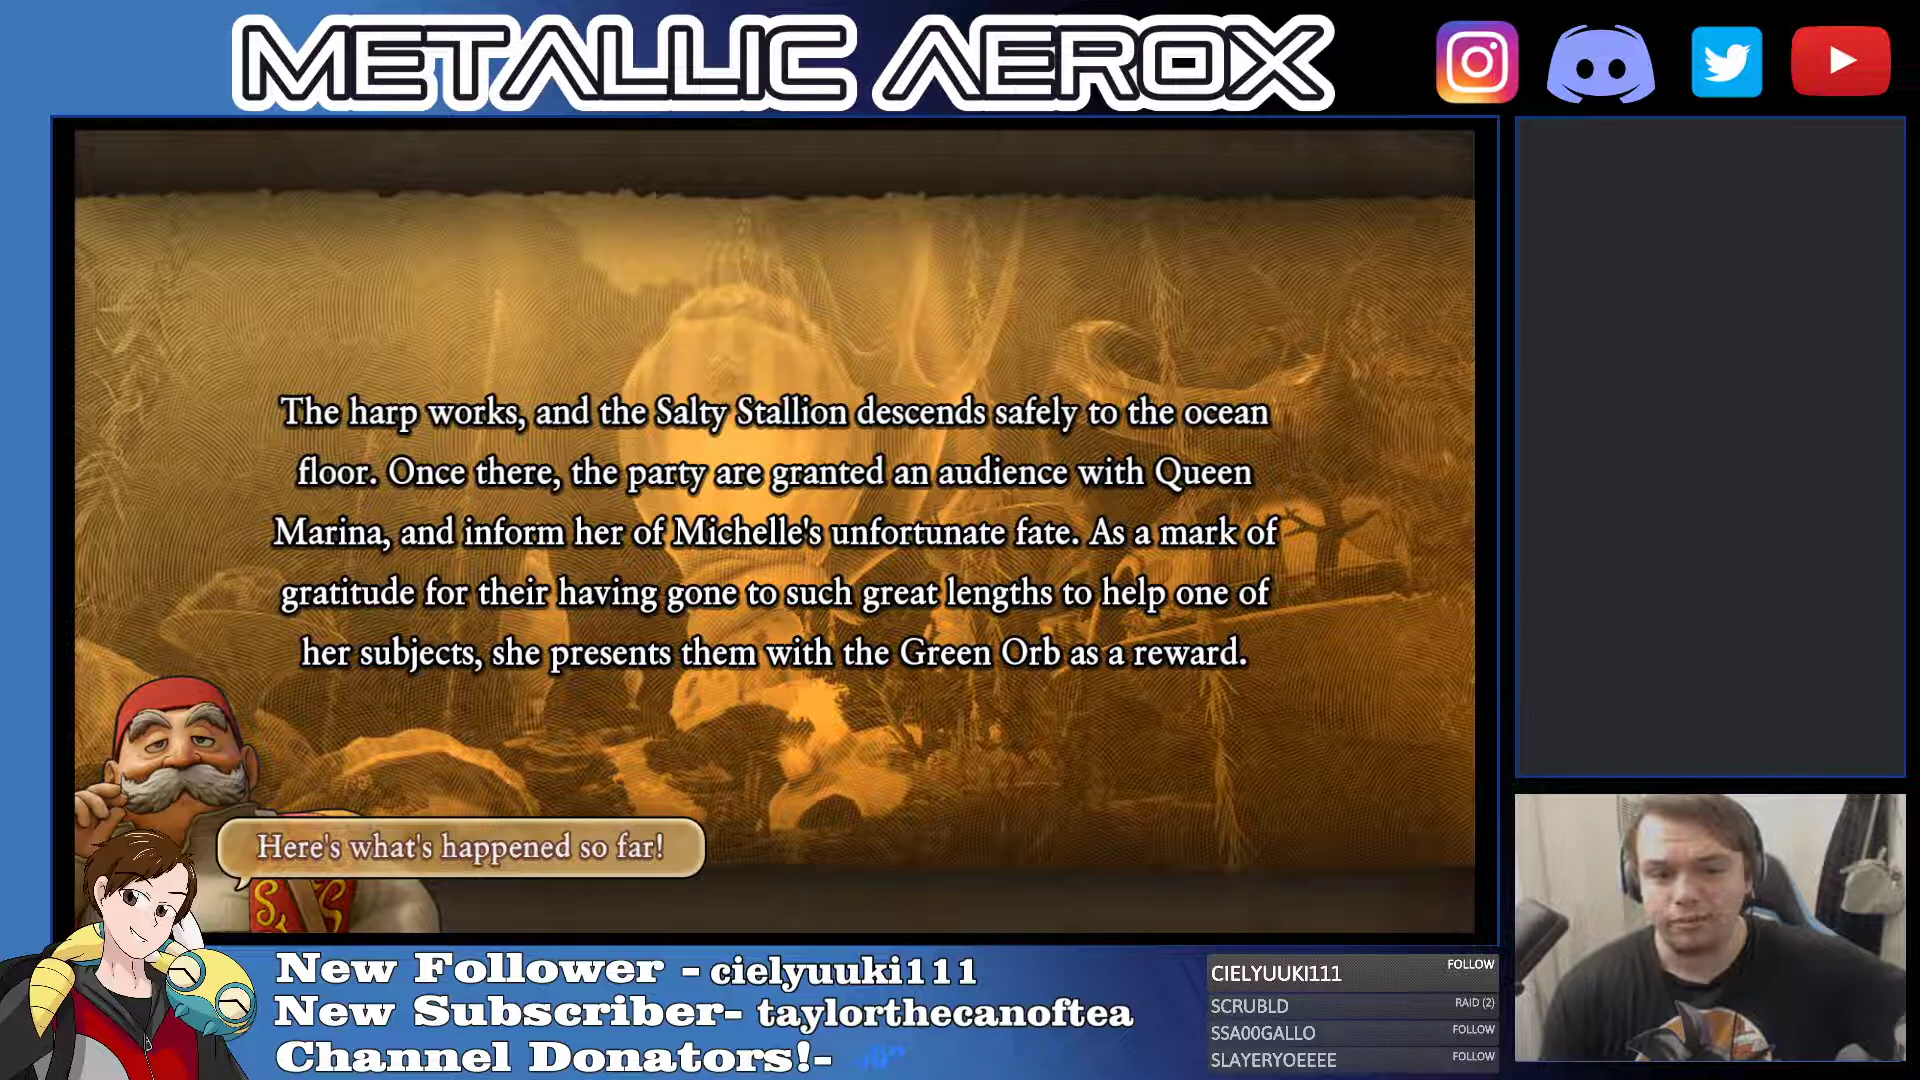 METALLIC AEROX
The harp works, and the Salty Stallion descends safely to the ocean
floor. Once there, the party are granted an audience with Queen
Marina, and inform her of Michelle's unfortunate fate. As a mark of
gratitude for their having gone to such great lengths to help one of
her subjects, she presents them with the Green Orb as a reward.
Here's what's happened so far!
New Follower - cielyuuki111
New Subscriber- taylorthecanoftea
Channel Donators!-
CIELYUUKI111 FOLLOW
SCRUBLD RAID (2)
SSA00GALLO FOLLOW
SLAYERYOEEEE FOLLOW